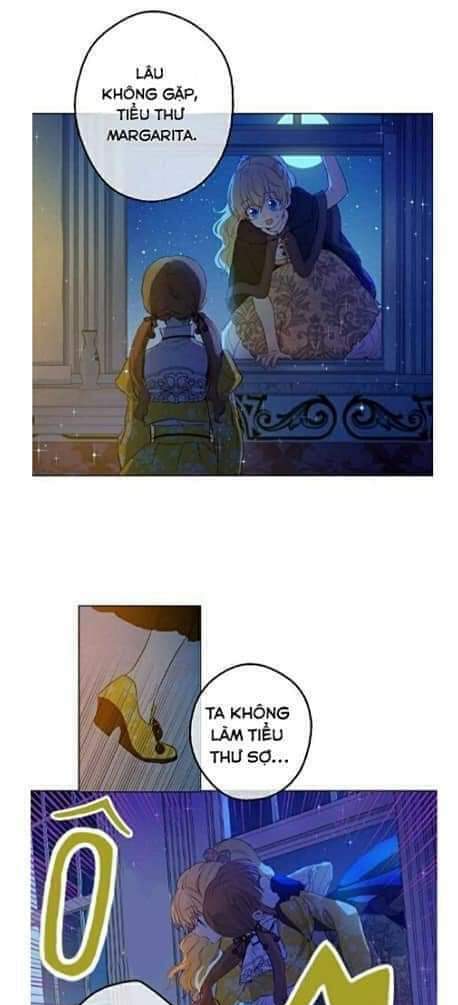 LÂU
KHÔNG GẶP,
TIỂU THƯ
MARGARITA.
TA KHÔNG
LÀM TIỂU
THƯ SỢ...
Ô